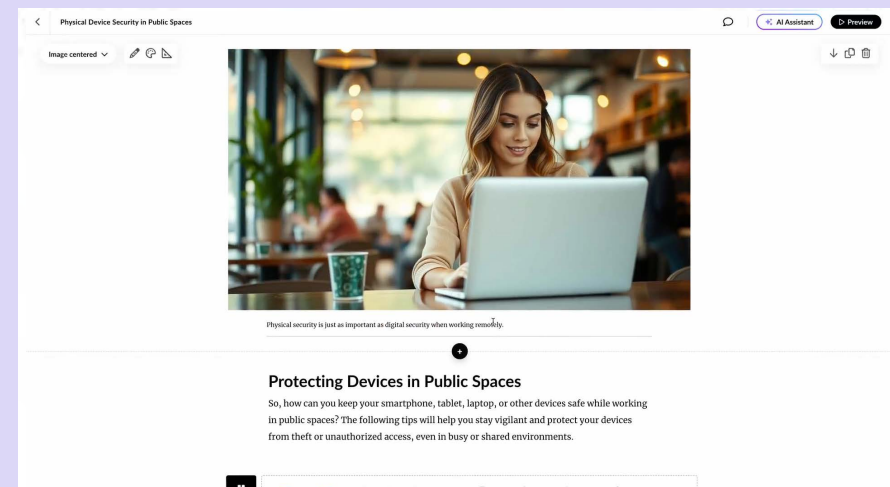 Physical Device Security in Public Spaces
AI Assistant
Preview
Image centered
Physical security is just as important as digital security when working remotely.
+
Protecting Devices in Public Spaces
So, how can you keep your smartphone, tablet, laptop, or other devices safe while working
in public spaces? The following tips will help you stay vigilant and protect your devices
from theft or unauthorized access, even in busy or shared environments.